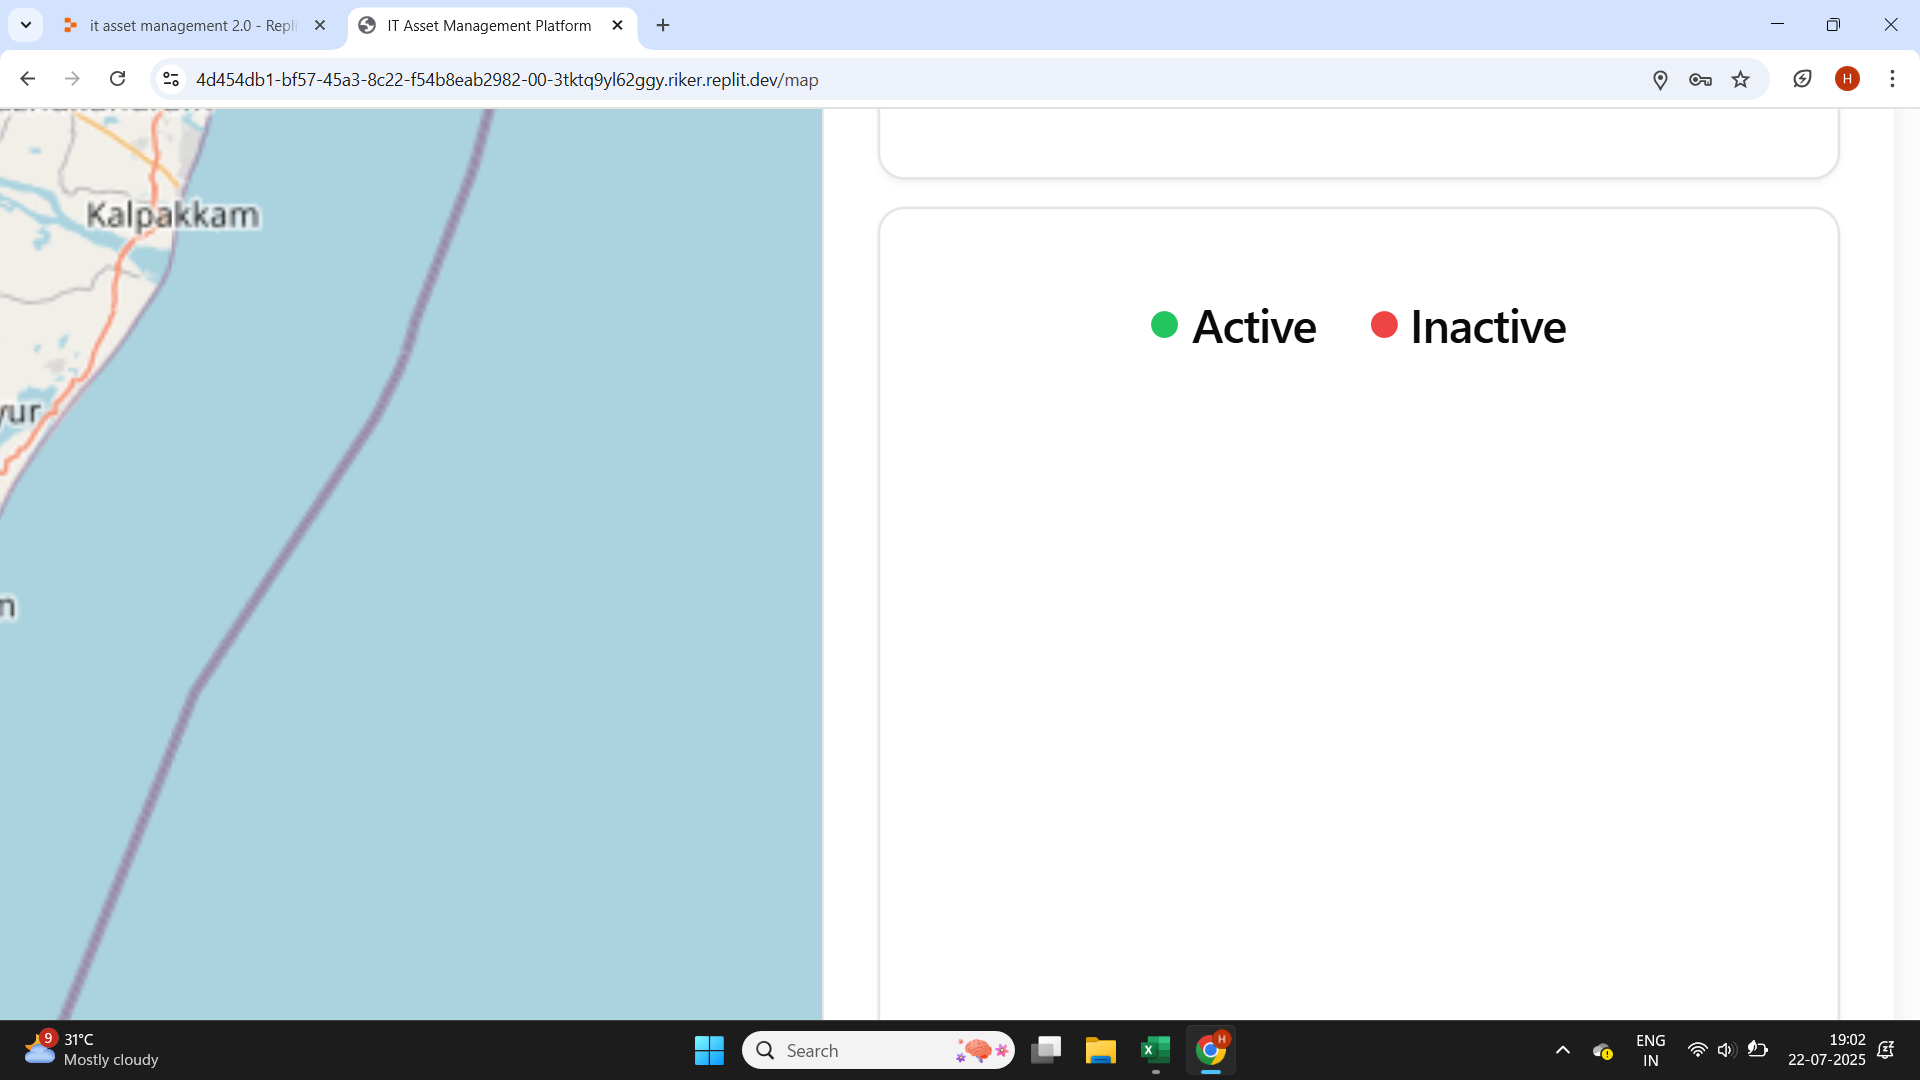 it asset management 2.0 - Repli
IT Asset Management Platform
4d454db1-bf57-45a3-8c22-f54b8eab2982-00-3tktq9yl62ggy.riker.replit.dev/map
H
Kalpakkam
yur
n
Active
Inactive
9
31°C
Mostly cloudy
Search
H
ENG
IN
19:02
22-07-2025